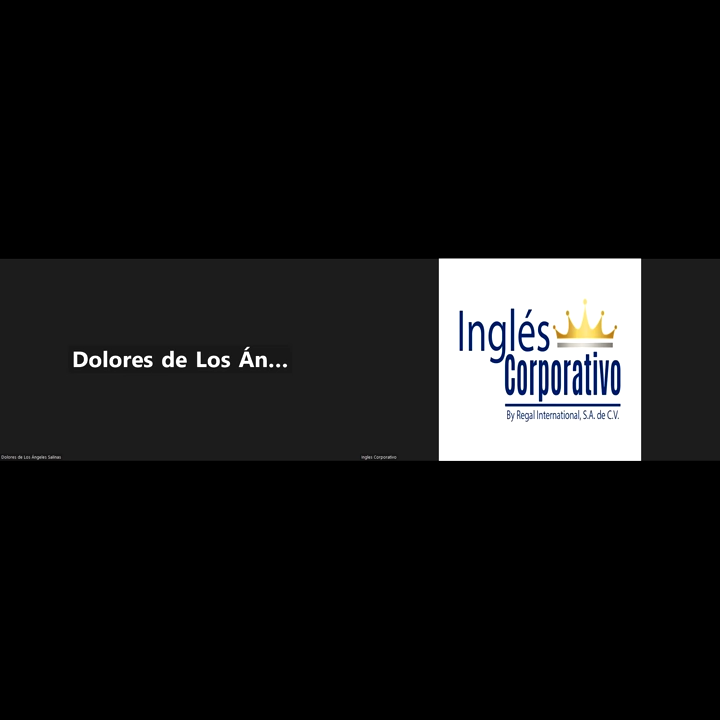 Dolores de Los Án...
Dolores de Los Ángeles Salinas
Inglés
Corporativo
By Regal International, S.A. de C.V.
Inglés Corporativo